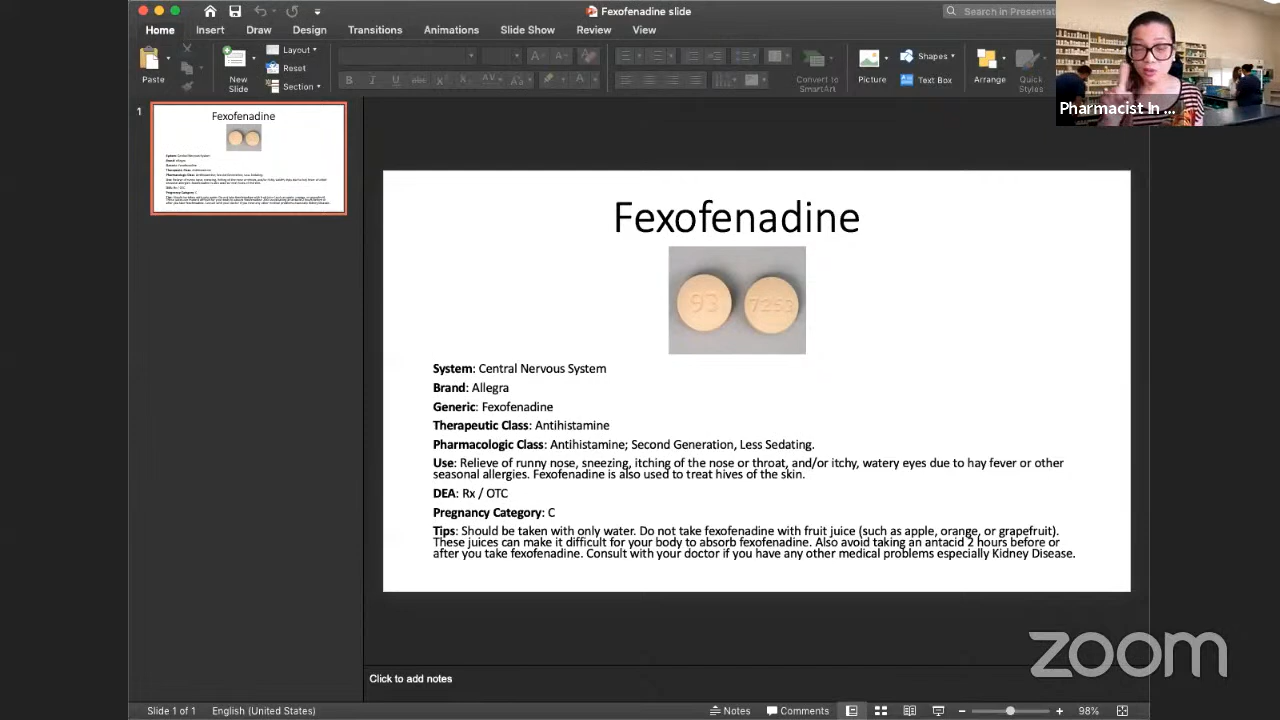 Fexofenadine slide
Search in Presentat
Home Insert Draw Design Transitions Animations Slide Show Review View
Paste
New
Slide
Layout
Reset
Section
Convert to
SmartArt
Picture
Shapes
Text Box
Arrange
Quick
Styles
Pharmacist In ...
1
Fexofenadine
93 7253
System: Central Nervous System
Brand: Allegra
Generic: Fexofenadine
Therapeutic Class: Antihistamine
Pharmacologic Class: Antihistamine; Second Generation, Less Sedating.
Use: Relieve of runny nose, sneezing, itching of the nose or throat, and/or itchy, watery eyes due to hay fever or other
seasonal allergies. Fexofenadine is also used to treat hives of the skin.
DEA: Rx / OTC
Pregnancy Category: C
Tips: Should be taken with only water. Do not take fexofenadine with fruit juice (such as apple, orange, or grapefruit).
These juices can make it difficult for your body to absorb fexofenadine. Also avoid taking an antacid 2 hours before or
after you take fexofenadine. Consult with your doctor if you have any other medical problems especially Kidney Disease.
zoom
Click to add notes
Slide 1 of 1 English (United States) Notes Comments 98%